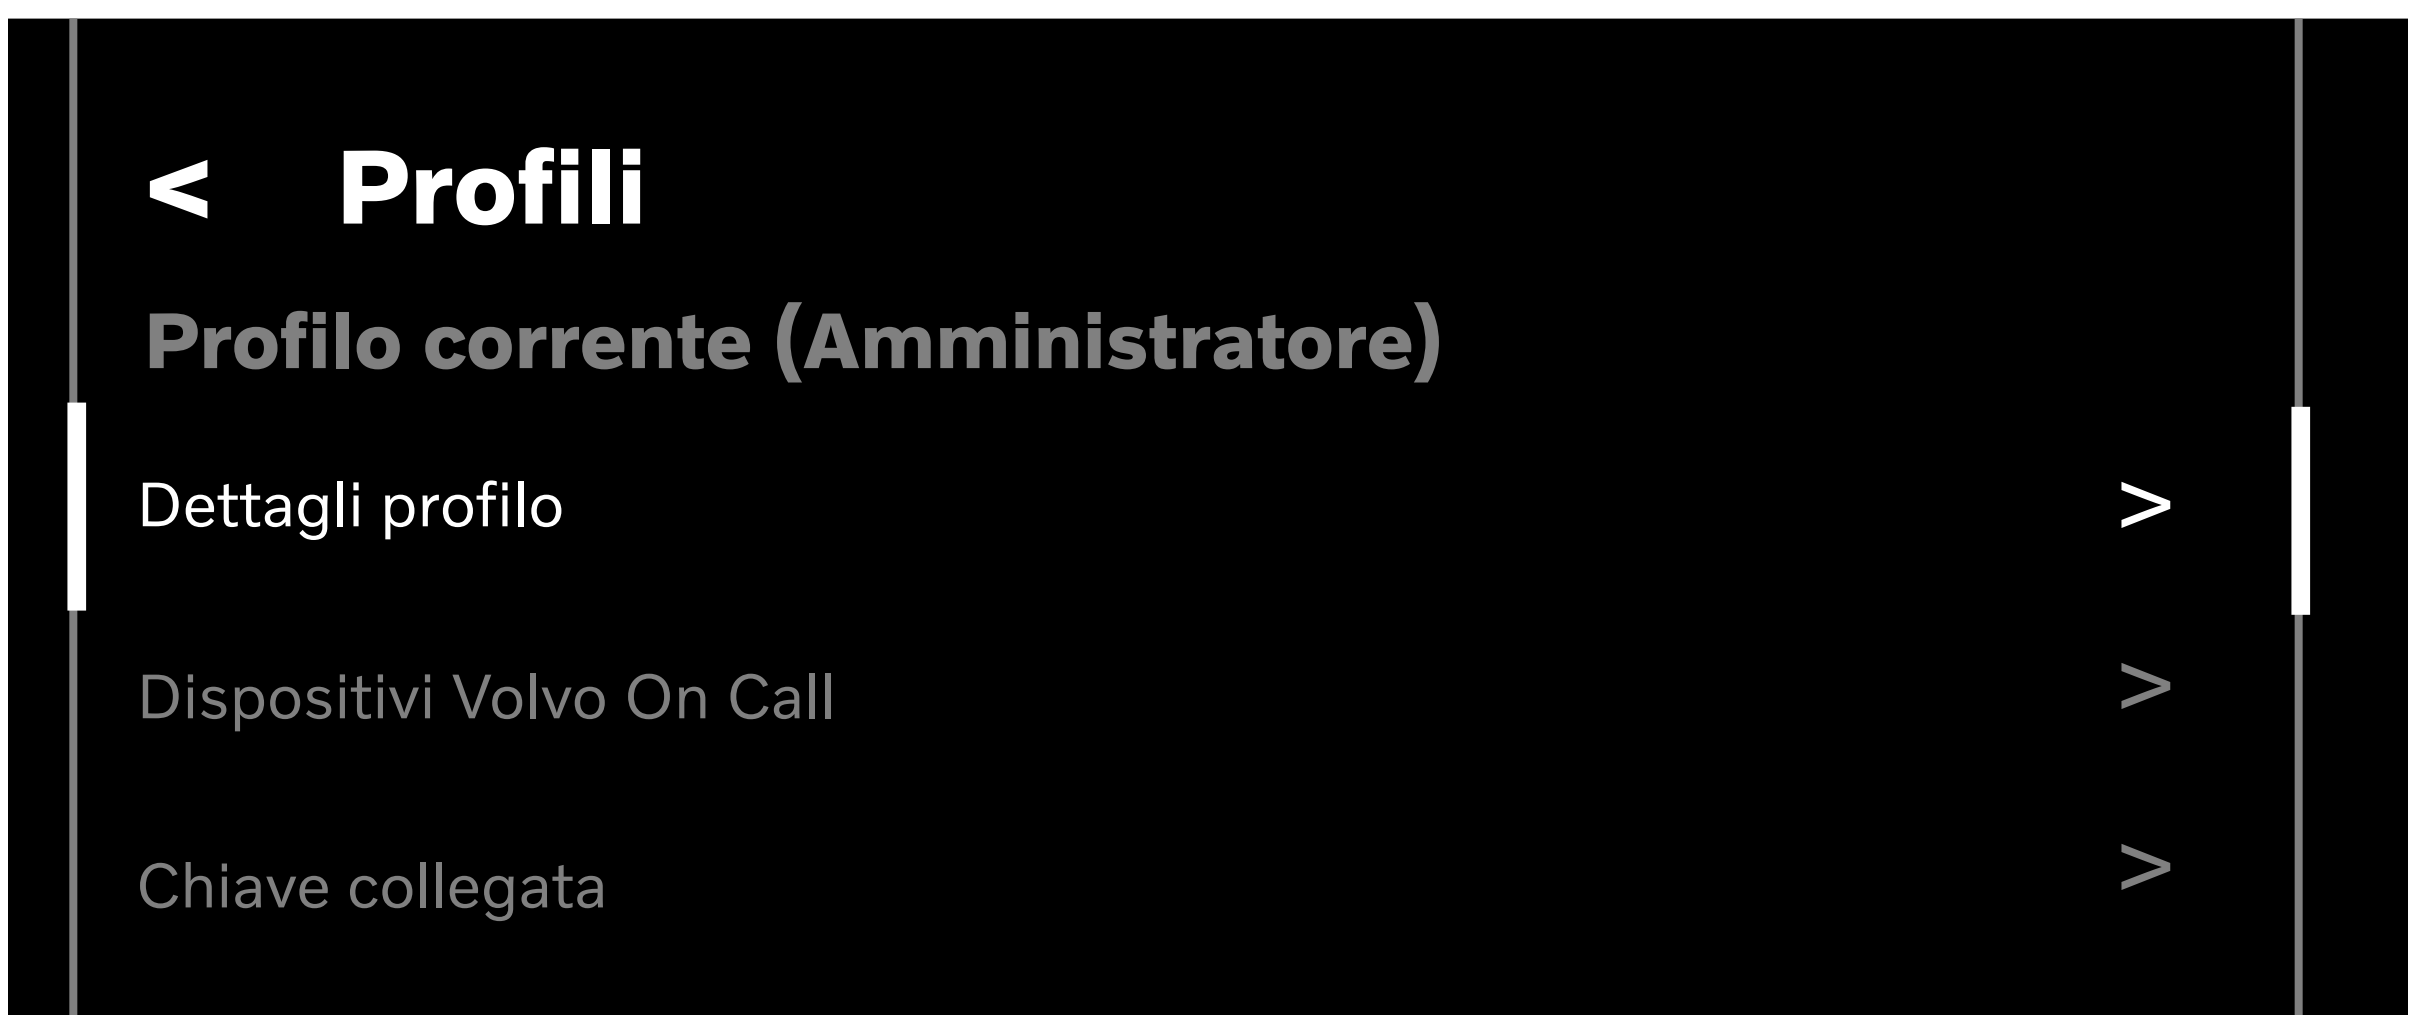 < Profili
Profilo corrente (Amministratore)
Dettagli profilo >
Dispositivi Volvo On Call >
Chiave collegata >